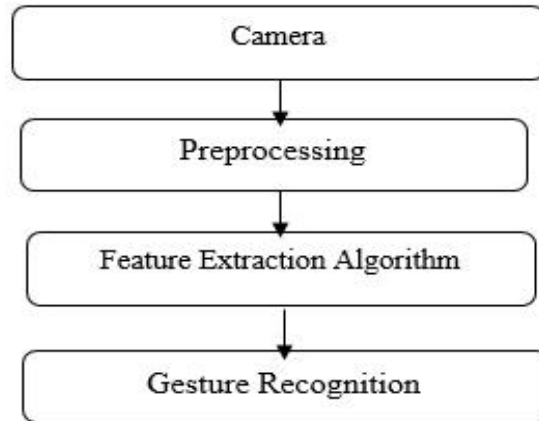 Camera
Preprocessing
Feature Extraction Algorithm
Gesture Recognition